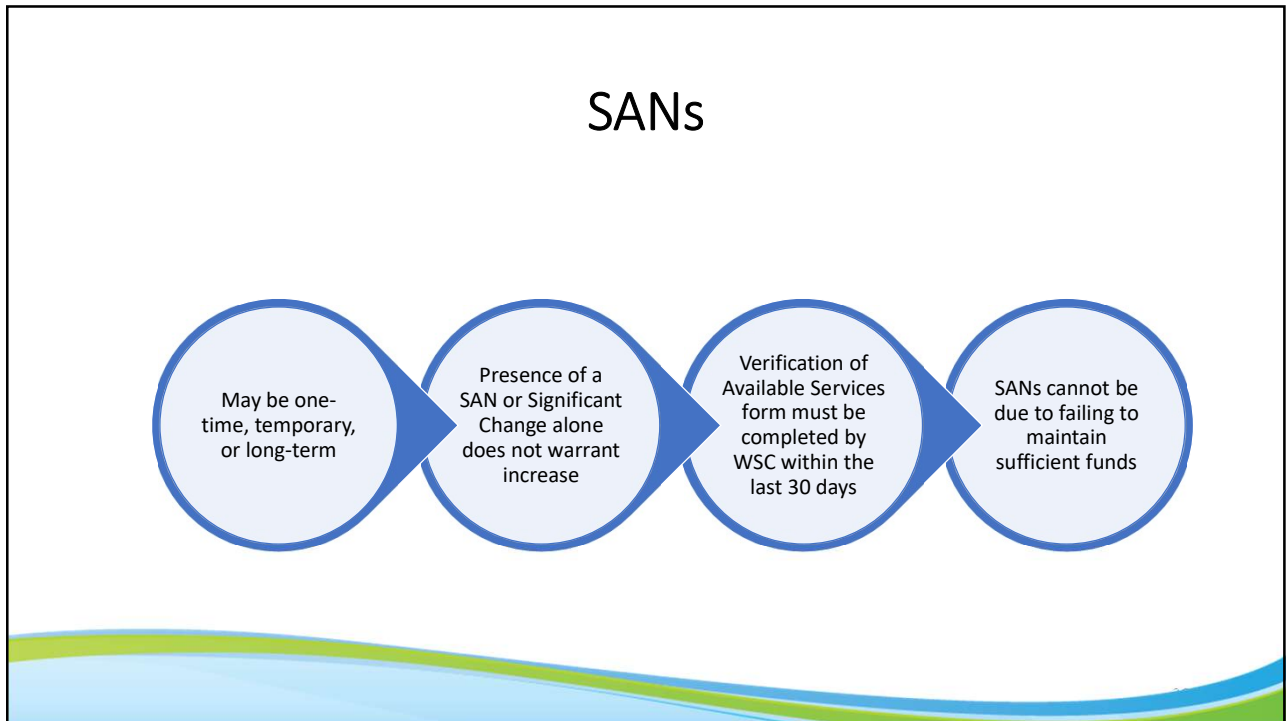 SANs
May be one-
time, temporary,
or long-term
Presence of a
SAN or Significant
Change alone
does not warrant
increase
Verification of
Available Services
form must be
completed by
WSC within the
last 30 days
SANs cannot be
due to failing to
maintain
sufficient funds